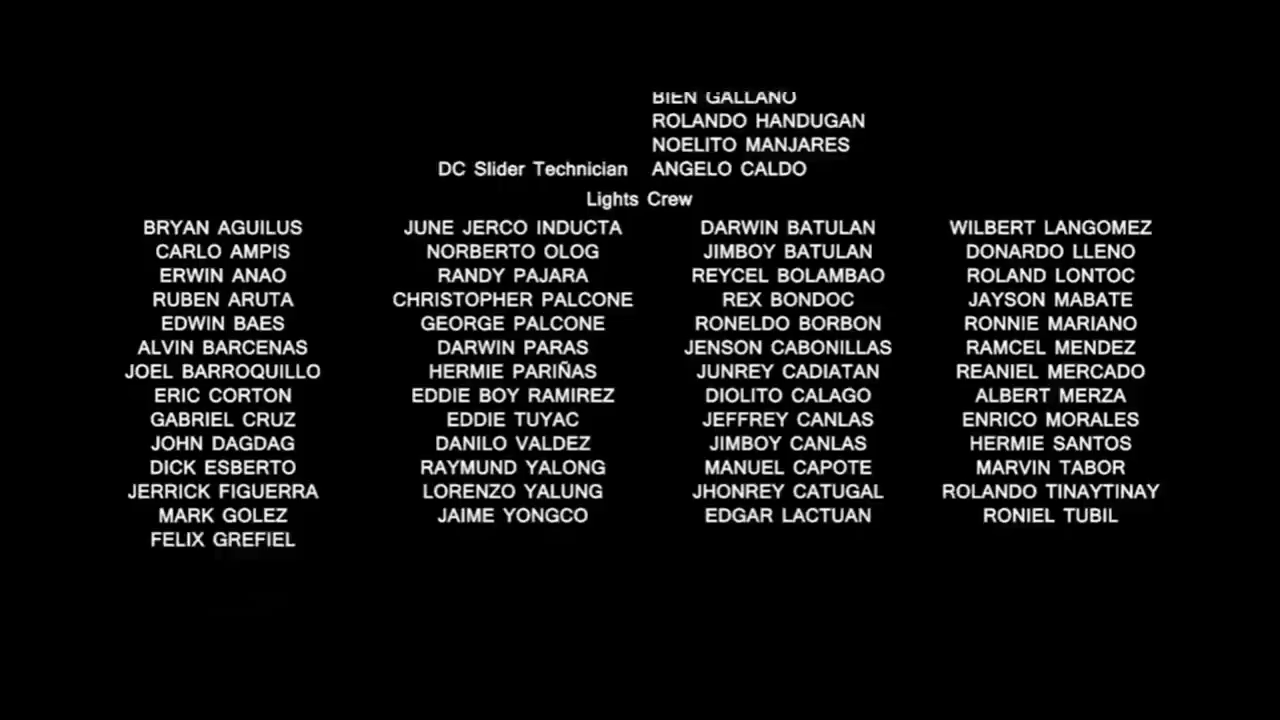 BIEN GALLANO
ROLANDO HANDUGAN
NOELITO MANJARES
DC Slider Technician ANGELO CALDO
Lights Crew
BRYAN AGUILUS JUNE JERCO INDUCTA DARWIN BATULAN WILBERT LANGOMEZ
CARLO AMPIS NORBERTO OLOG JIMBOY BATULAN DONARDO LLENO
ERWIN ANAO RANDY PAJARA REYCEL BOLAMBAO ROLAND LONTOC
RUBEN ARUTA CHRISTOPHER PALCONE REX BONDOC JAYSON MABATE
EDWIN BAES GEORGE PALCONE RONELDO BORBON RONNIE MARIANO
ALVIN BARCENAS DARWIN PARAS JENSON CABONILLAS RAMCEL MENDEZ
JOEL BARROQUILLO HERMIE PARIÑAS JUNREY CADIATAN REANIEL MERCADO
ERIC CORTON EDDIE BOY RAMIREZ DIOLITO CALAGO ALBERT MERZA
GABRIEL CRUZ EDDIE TUYAC JEFFREY CANLAS ENRICO MORALES
JOHN DAGDAG DANILO VALDEZ JIMBOY CANLAS HERMIE SANTOS
DICK ESBERTO RAYMUND YALONG MANUEL CAPOTE MARVIN TABOR
JERRICK FIGUERRA LORENZO YALUNG JHONREY CATUGAL ROLANDO TINAYTINAY
MARK GOLEZ JAIME YONGCO EDGAR LACTUAN RONIEL TUBIL
FELIX GREFIEL